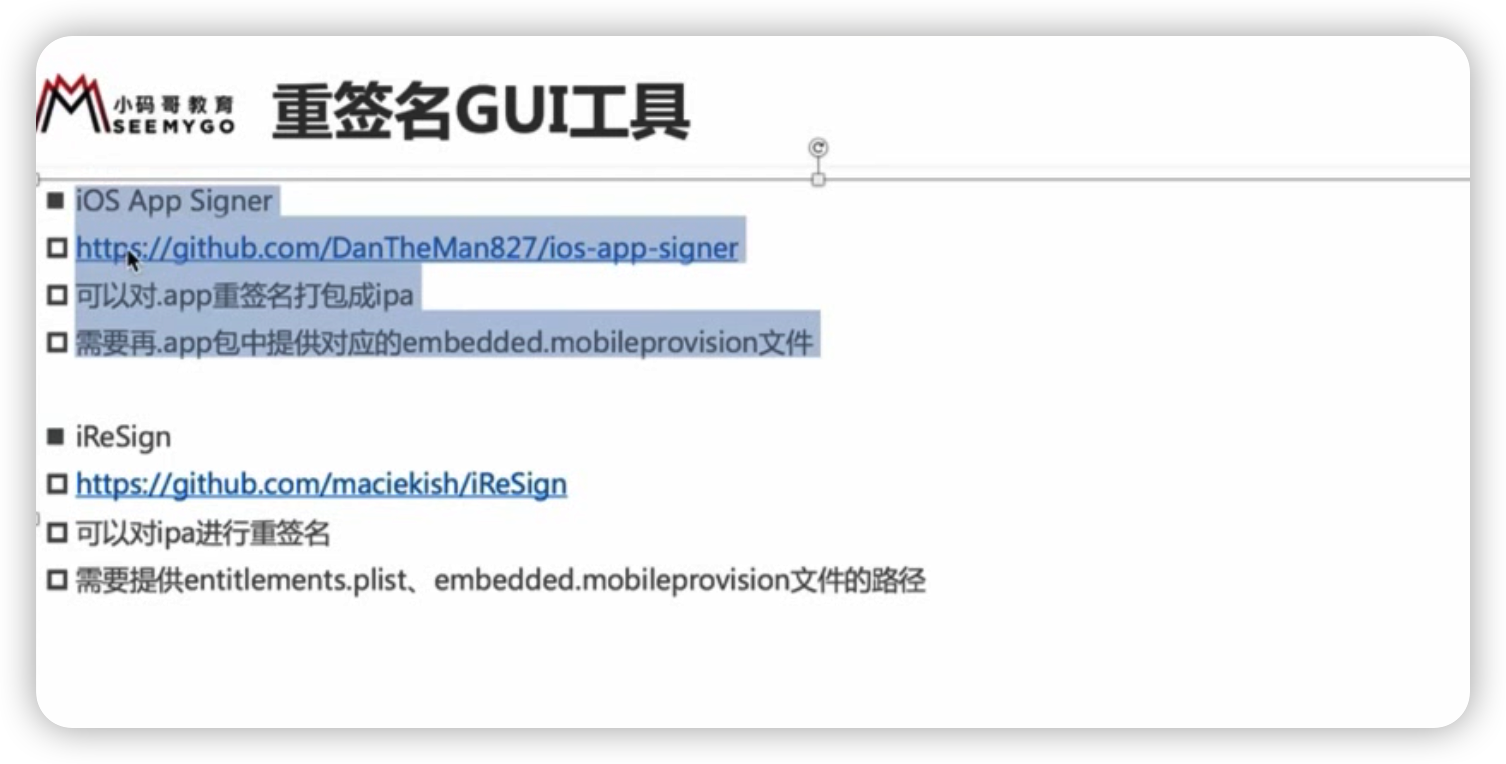 小码哥教育
SEEMYGO
重签名GUI工具
iOS App Signer
https://github.com/DanTheMan827/ios-app-signer
可以对.app重签名打包成ipa
需要再.app包中提供对应的embedded.mobileprovision文件
iReSign
https://github.com/maciekish/iReSign
可以对ipa进行重签名
需要提供entitlements.plist、embedded.mobileprovision文件的路径